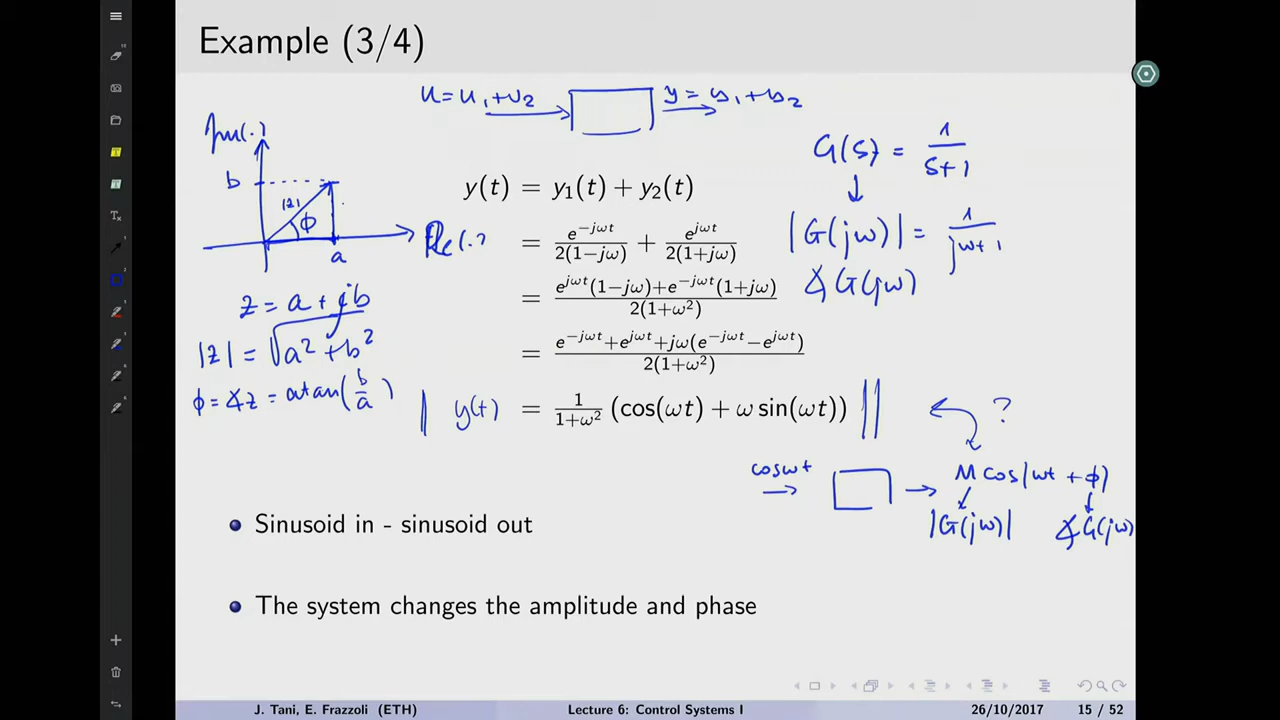 Example (3/4)
u = u₁+u₂
y = y₁+y₂
Im(.)
b
|z|
ϕ
a
Re(.)
z = a + jb
|z| = √(a² + b²)
ϕ = ∡z = atan(b/a)
G(s) = 1/(s+1)
|G(jω)| = 1/(jω+1)
∡G(jω)
y(t) = y₁(t) + y₂(t)
= e^{-jωt}/(2(1−jω)) + e^{jωt}/(2(1+jω))
= (e^{jωt}(1−jω)+e^{-jωt}(1+jω))/(2(1+ω²))
= (e^{-jωt}+e^{jωt}+jω(e^{-jωt}−e^{jωt}))/(2(1+ω²))
y(t) = 1/(1+ω²) (cos(ωt) + ω sin(ωt))
?
cosωt
M cos(ωt + ϕ)
|G(jω)| ∡G(jω)
Sinusoid in - sinusoid out
The system changes the amplitude and phase
J. Tani, E. Frazzoli (ETH) Lecture 6: Control Systems I 26/10/2017 15 / 52